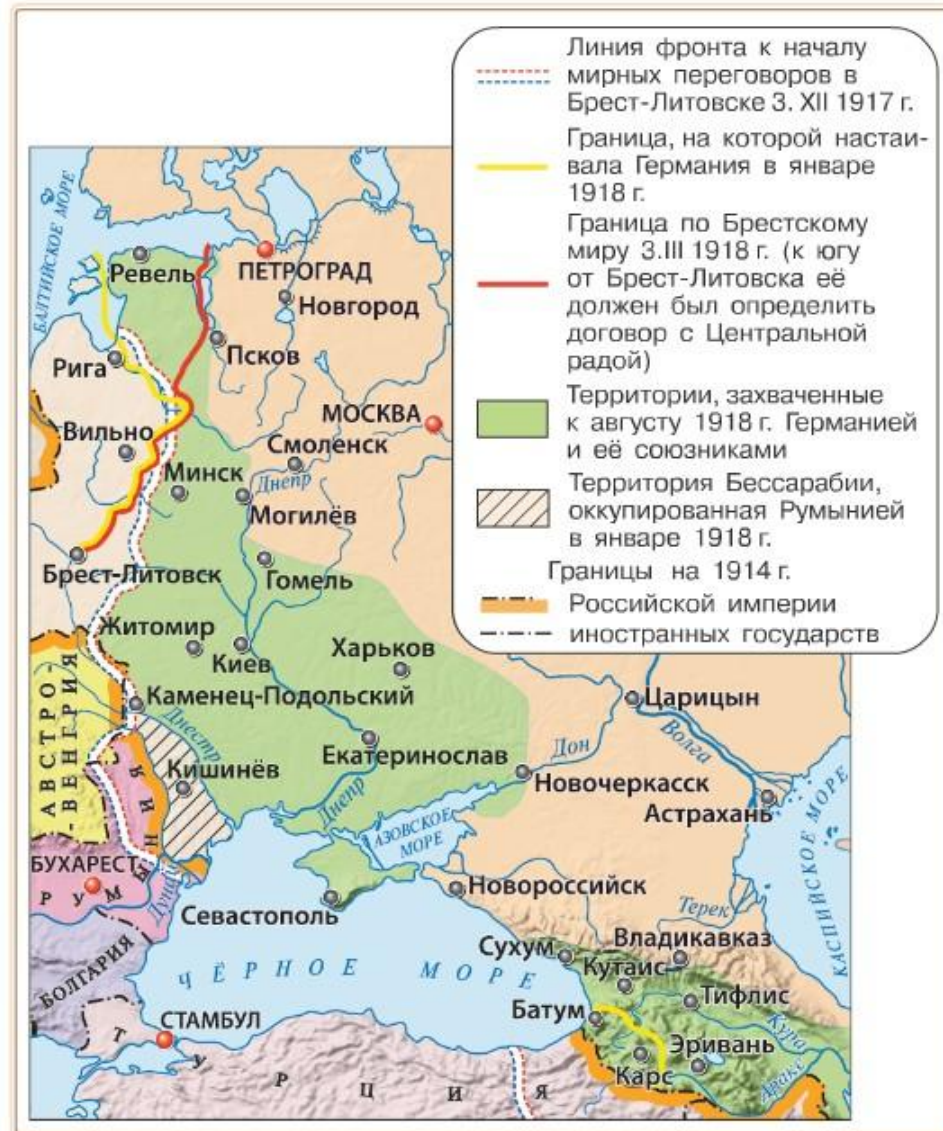 Линия фронта к началу
мирных переговоров в
Брест-Литовске 3. XII 1917 г.
Граница, на которой настаи-
вала Германия в январе
1918 г.
Граница по Брестскому
миру 3.III 1918 г. (к югу
от Брест-Литовска её
должен был определить
договор с Центральной
радой)
Территории, захваченные
к августу 1918 г. Германией
и её союзниками
Территория Бессарабии,
оккупированная Румынией
в январе 1918 г.
Границы на 1914 г.
Российской империи
иностранных государств
БАЛТИЙСКОЕ МОРЕ
Ревель
ПЕТРОГРАД
Новгород
Псков
Рига
МОСКВА
Вильно
Смоленск
Минск
Днепр
Могилёв
Брест-Литовск
Гомель
Житомир
Киев
Харьков
АВСТРО-
ВЕНГРИЯ
Каменец-Подольский
Царицын
Днестр
Волга
Дон
Екатеринослав
Кишинёв
Новочеркасск
Днепр
Астрахань
АЗОВСКОЕ
МОРЕ
КАСПИЙСКОЕ МОРЕ
БУХАРЕСТ
РУМЫНИЯ
Дунай
Новороссийск
Севастополь
Терек
Владикавказ
Сухум
Кутаис
БОЛГАРИЯ
ЧЁРНОЕ МОРЕ
Тифлис
Батум
СТАМБУЛ
Кура
Эривань
Карс
Аракс
ТУРЦИЯ